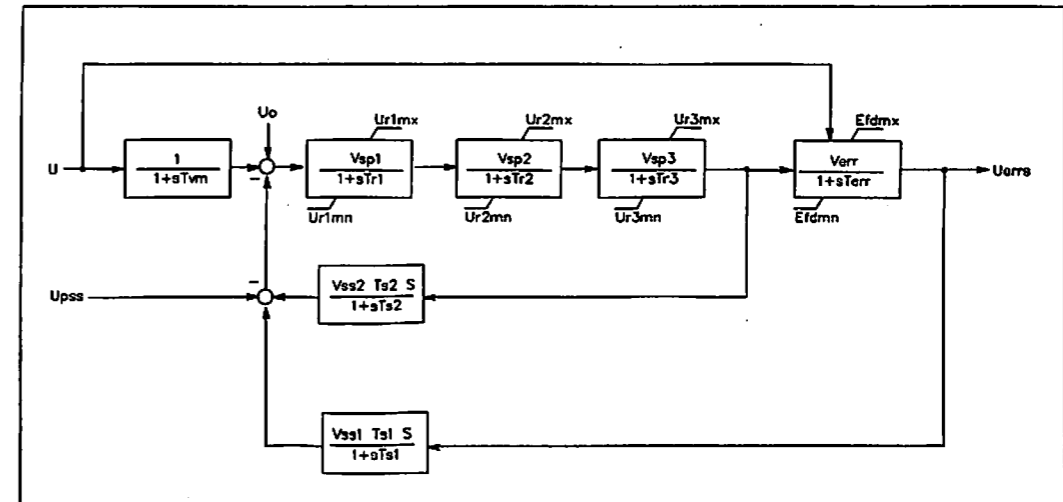 Uo
Ur1mx
Ur2mx
Ur3mx
Efdmx
U
1
1+sTvm
Vsp1
1+sTr1
Vsp2
1+sTr2
Vsp3
1+sTr3
Verr
1+sTerr
Uerrs
–
Ur1mn
Ur2mn
Ur3mn
Efdmn
–
Upss
Vss2 Ts2 S
1+sTs2
Vss1 Ts1 S
1+sTs1